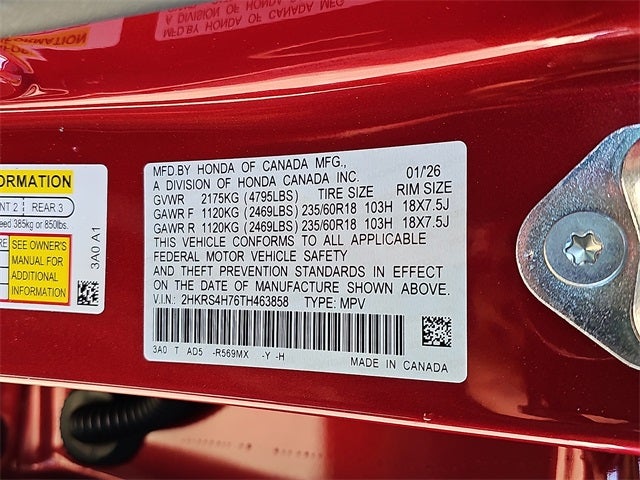 MFD.BY HONDA OF CANADA MFG.,
A DIVISION OF HONDA CANADA INC. 01/'26
GVWR 2175KG (4795LBS) TIRE SIZE RIM SIZE
GAWR F 1120KG (2469LBS) 235/60R18 103H 18X7.5J
GAWR R 1120KG (2469LBS) 235/60R18 103H 18X7.5J
THIS VEHICLE CONFORMS TO ALL APPLICABLE
FEDERAL MOTOR VEHICLE SAFETY
AND THEFT PREVENTION STANDARDS IN EFFECT
ON THE DATE OF MANUFACTURE SHOWN ABOVE.
V.I.N.: 2HKRS4H76TH463858 TYPE: MPV
3A0 T AD5 -R569MX -Y -H
MADE IN CANADA
REAR 3
385kg or 850lbs.
SEE OWNER'S
MANUAL FOR
ADDITIONAL
INFORMATION
3A0 A1